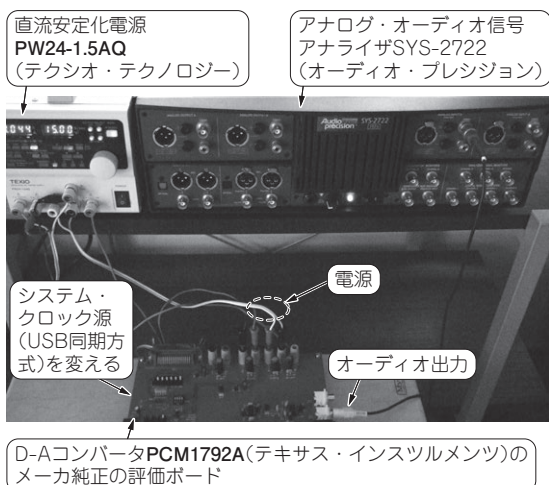 直流安定化電源
PW24-1.5AQ
(テクシオ・テクノロジー)
アナログ・オーディオ信号
アナライザSYS-2722
(オーディオ・プレシジョン)
15.00
Audio
precision
SYS-2722
TEXIO
電源
システム・
クロック源
(USB同期方
式)を変える
オーディオ出力
D-AコンバータPCM1792A(テキサス・インスツルメンツ)の
メーカ純正の評価ボード